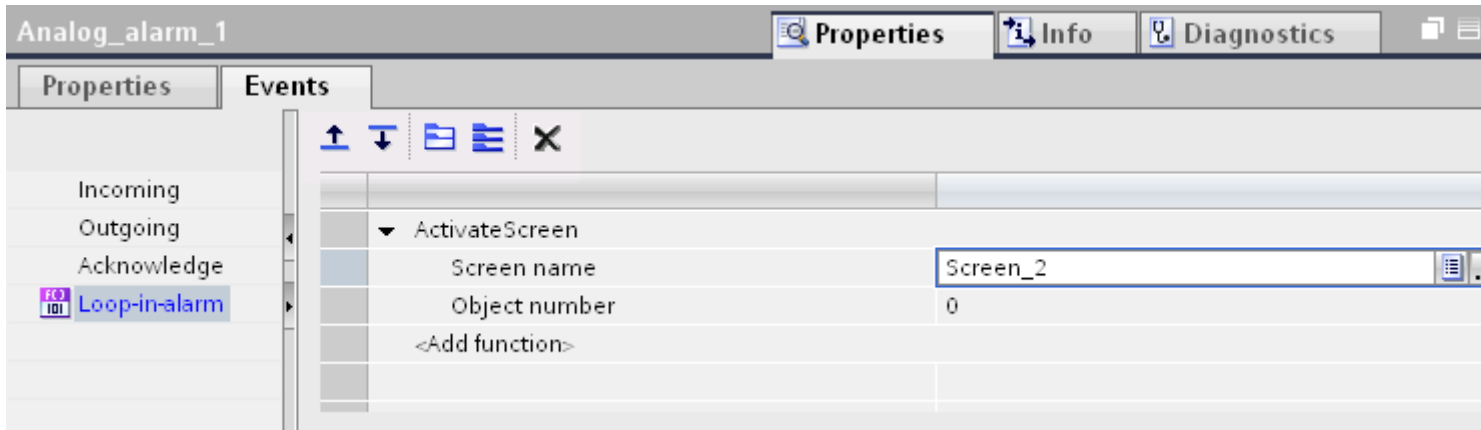 Analog_alarm_1 Properties Info Diagnostics
Properties Events
Incoming
Outgoing
Acknowledge
F() 101 Loop-in-alarm
ActivateScreen
Screen name Screen_2
Object number 0
<Add function>